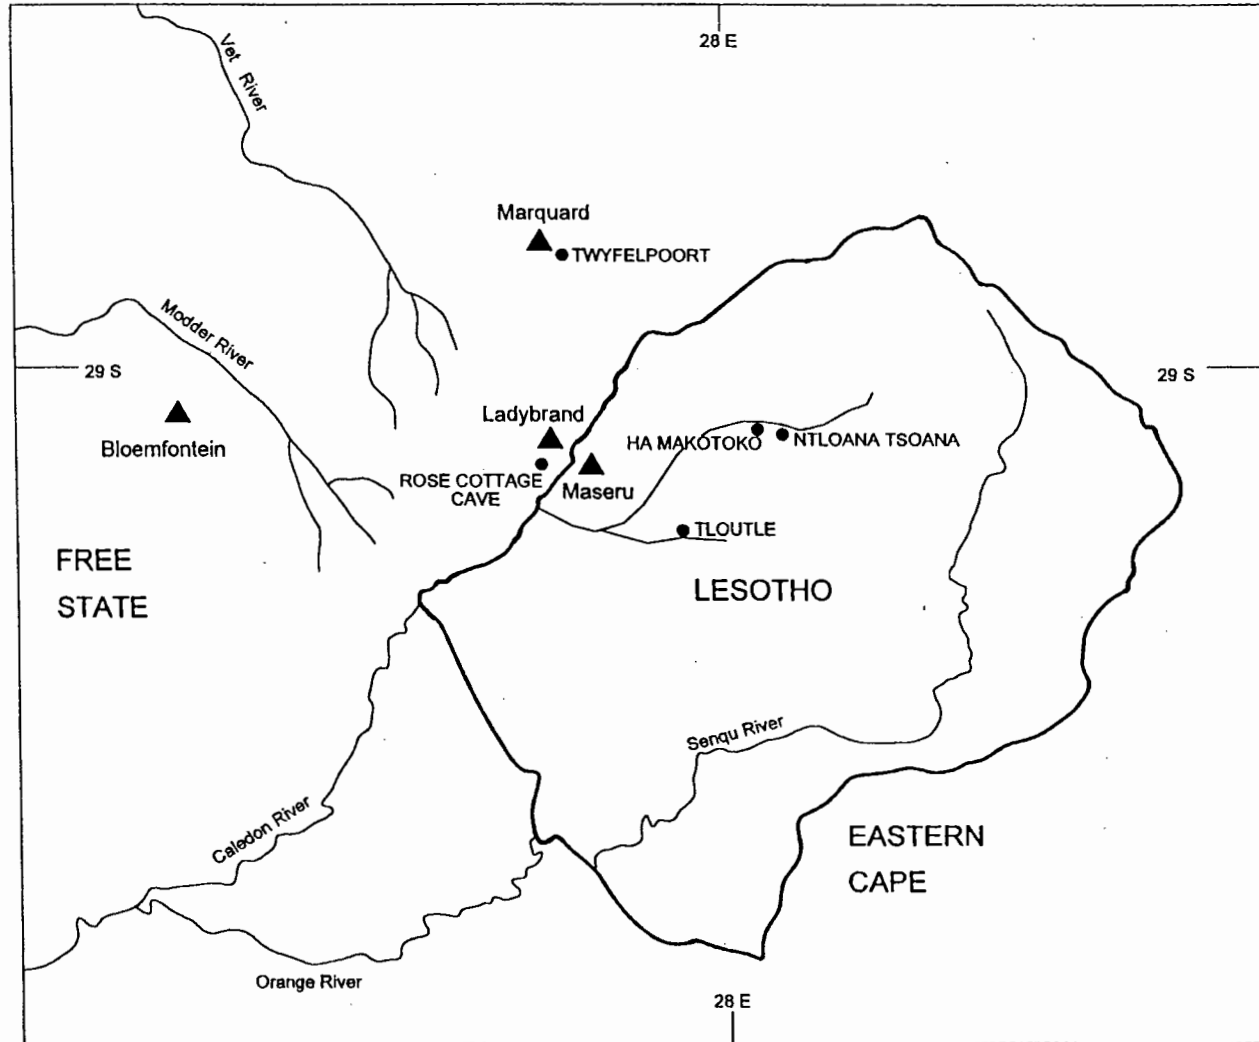 28 E
Vet River
Marquard
TWYFELPOORT
Modder River
29 S
29 S
Bloemfontein
Ladybrand
HA MAKOTOKO
NTLOANA TSOANA
ROSE COTTAGE
CAVE
Maseru
TLOUTLE
FREE
STATE
LESOTHO
Senqu River
Caledon River
EASTERN
CAPE
Orange River
28 E